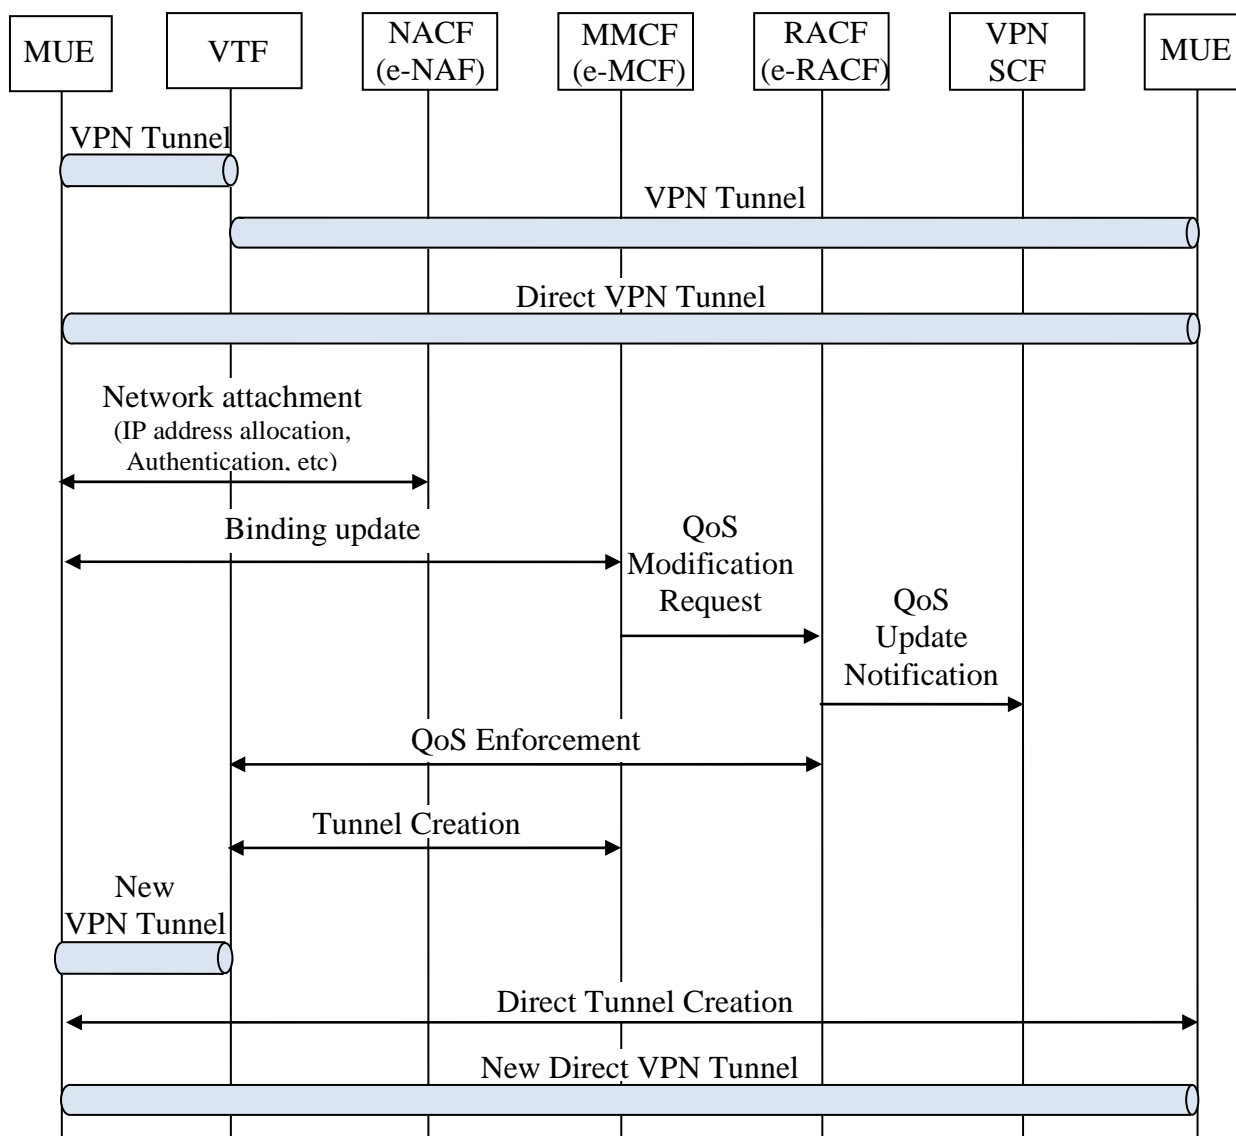 MUE
VTF
NACF
(e-NAF)
MMCF
(e-MCF)
RACF
(e-RACF)
VPN
SCF
MUE
VPN Tunnel
VPN Tunnel
Direct VPN Tunnel
Network attachment
(IP address allocation,
Authentication, etc)
Binding update
QoS
Modification
Request
QoS
Update
Notification
QoS Enforcement
Tunnel Creation
New
VPN Tunnel
Direct Tunnel Creation
New Direct VPN Tunnel